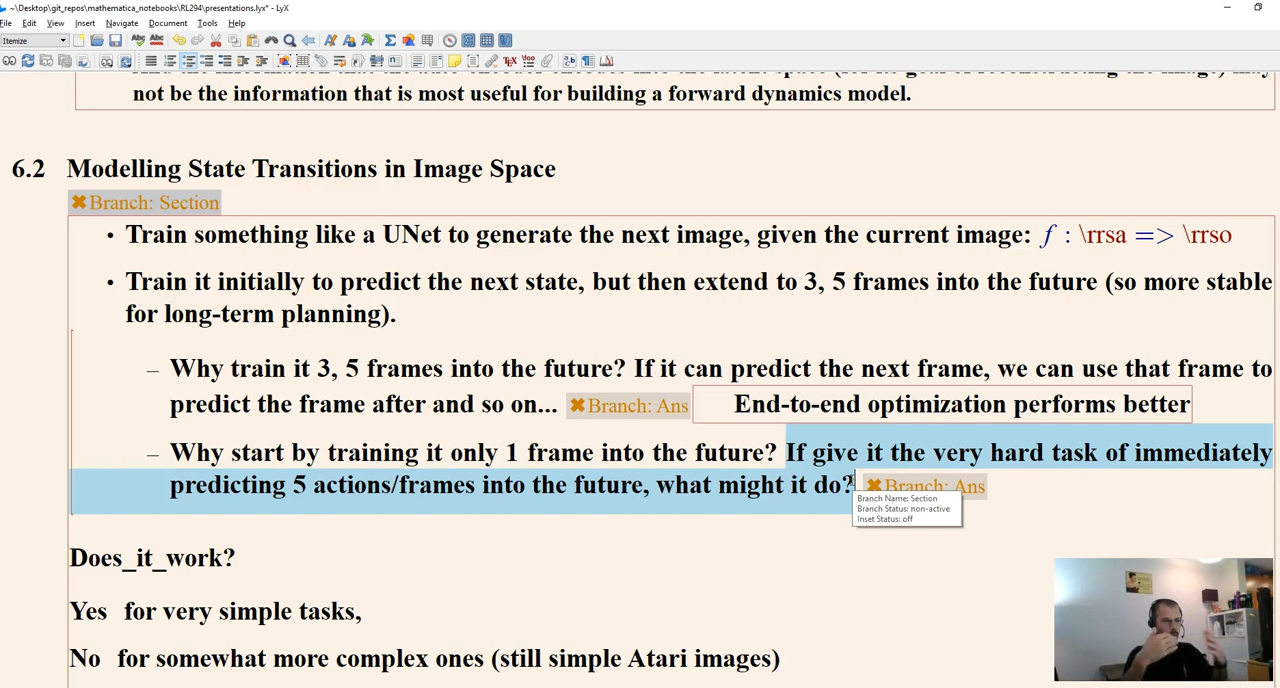 ~\Desktop\git_repos\mathematica_notebooks\RL294\presentations.lyx* - LyX
File Edit View Insert Navigate Document Tools Help
Itemize
not be the information that is most useful for building a forward dynamics model.
6.2 Modelling State Transitions in Image Space
✖Branch: Section
• Train something like a UNet to generate the next image, given the current image: f : \rrsa => \rrso
• Train it initially to predict the next state, but then extend to 3, 5 frames into the future (so more stable
for long-term planning).
– Why train it 3, 5 frames into the future? If it can predict the next frame, we can use that frame to
predict the frame after and so on... ✖Branch: Ans End-to-end optimization performs better
– Why start by training it only 1 frame into the future? If give it the very hard task of immediately
predicting 5 actions/frames into the future, what might it do? ✖Branch: Ans
Branch Name: Section
Branch Status: non-active
Inset Status: off
Does_it_work?
Yes for very simple tasks,
No for somewhat more complex ones (still simple Atari images)